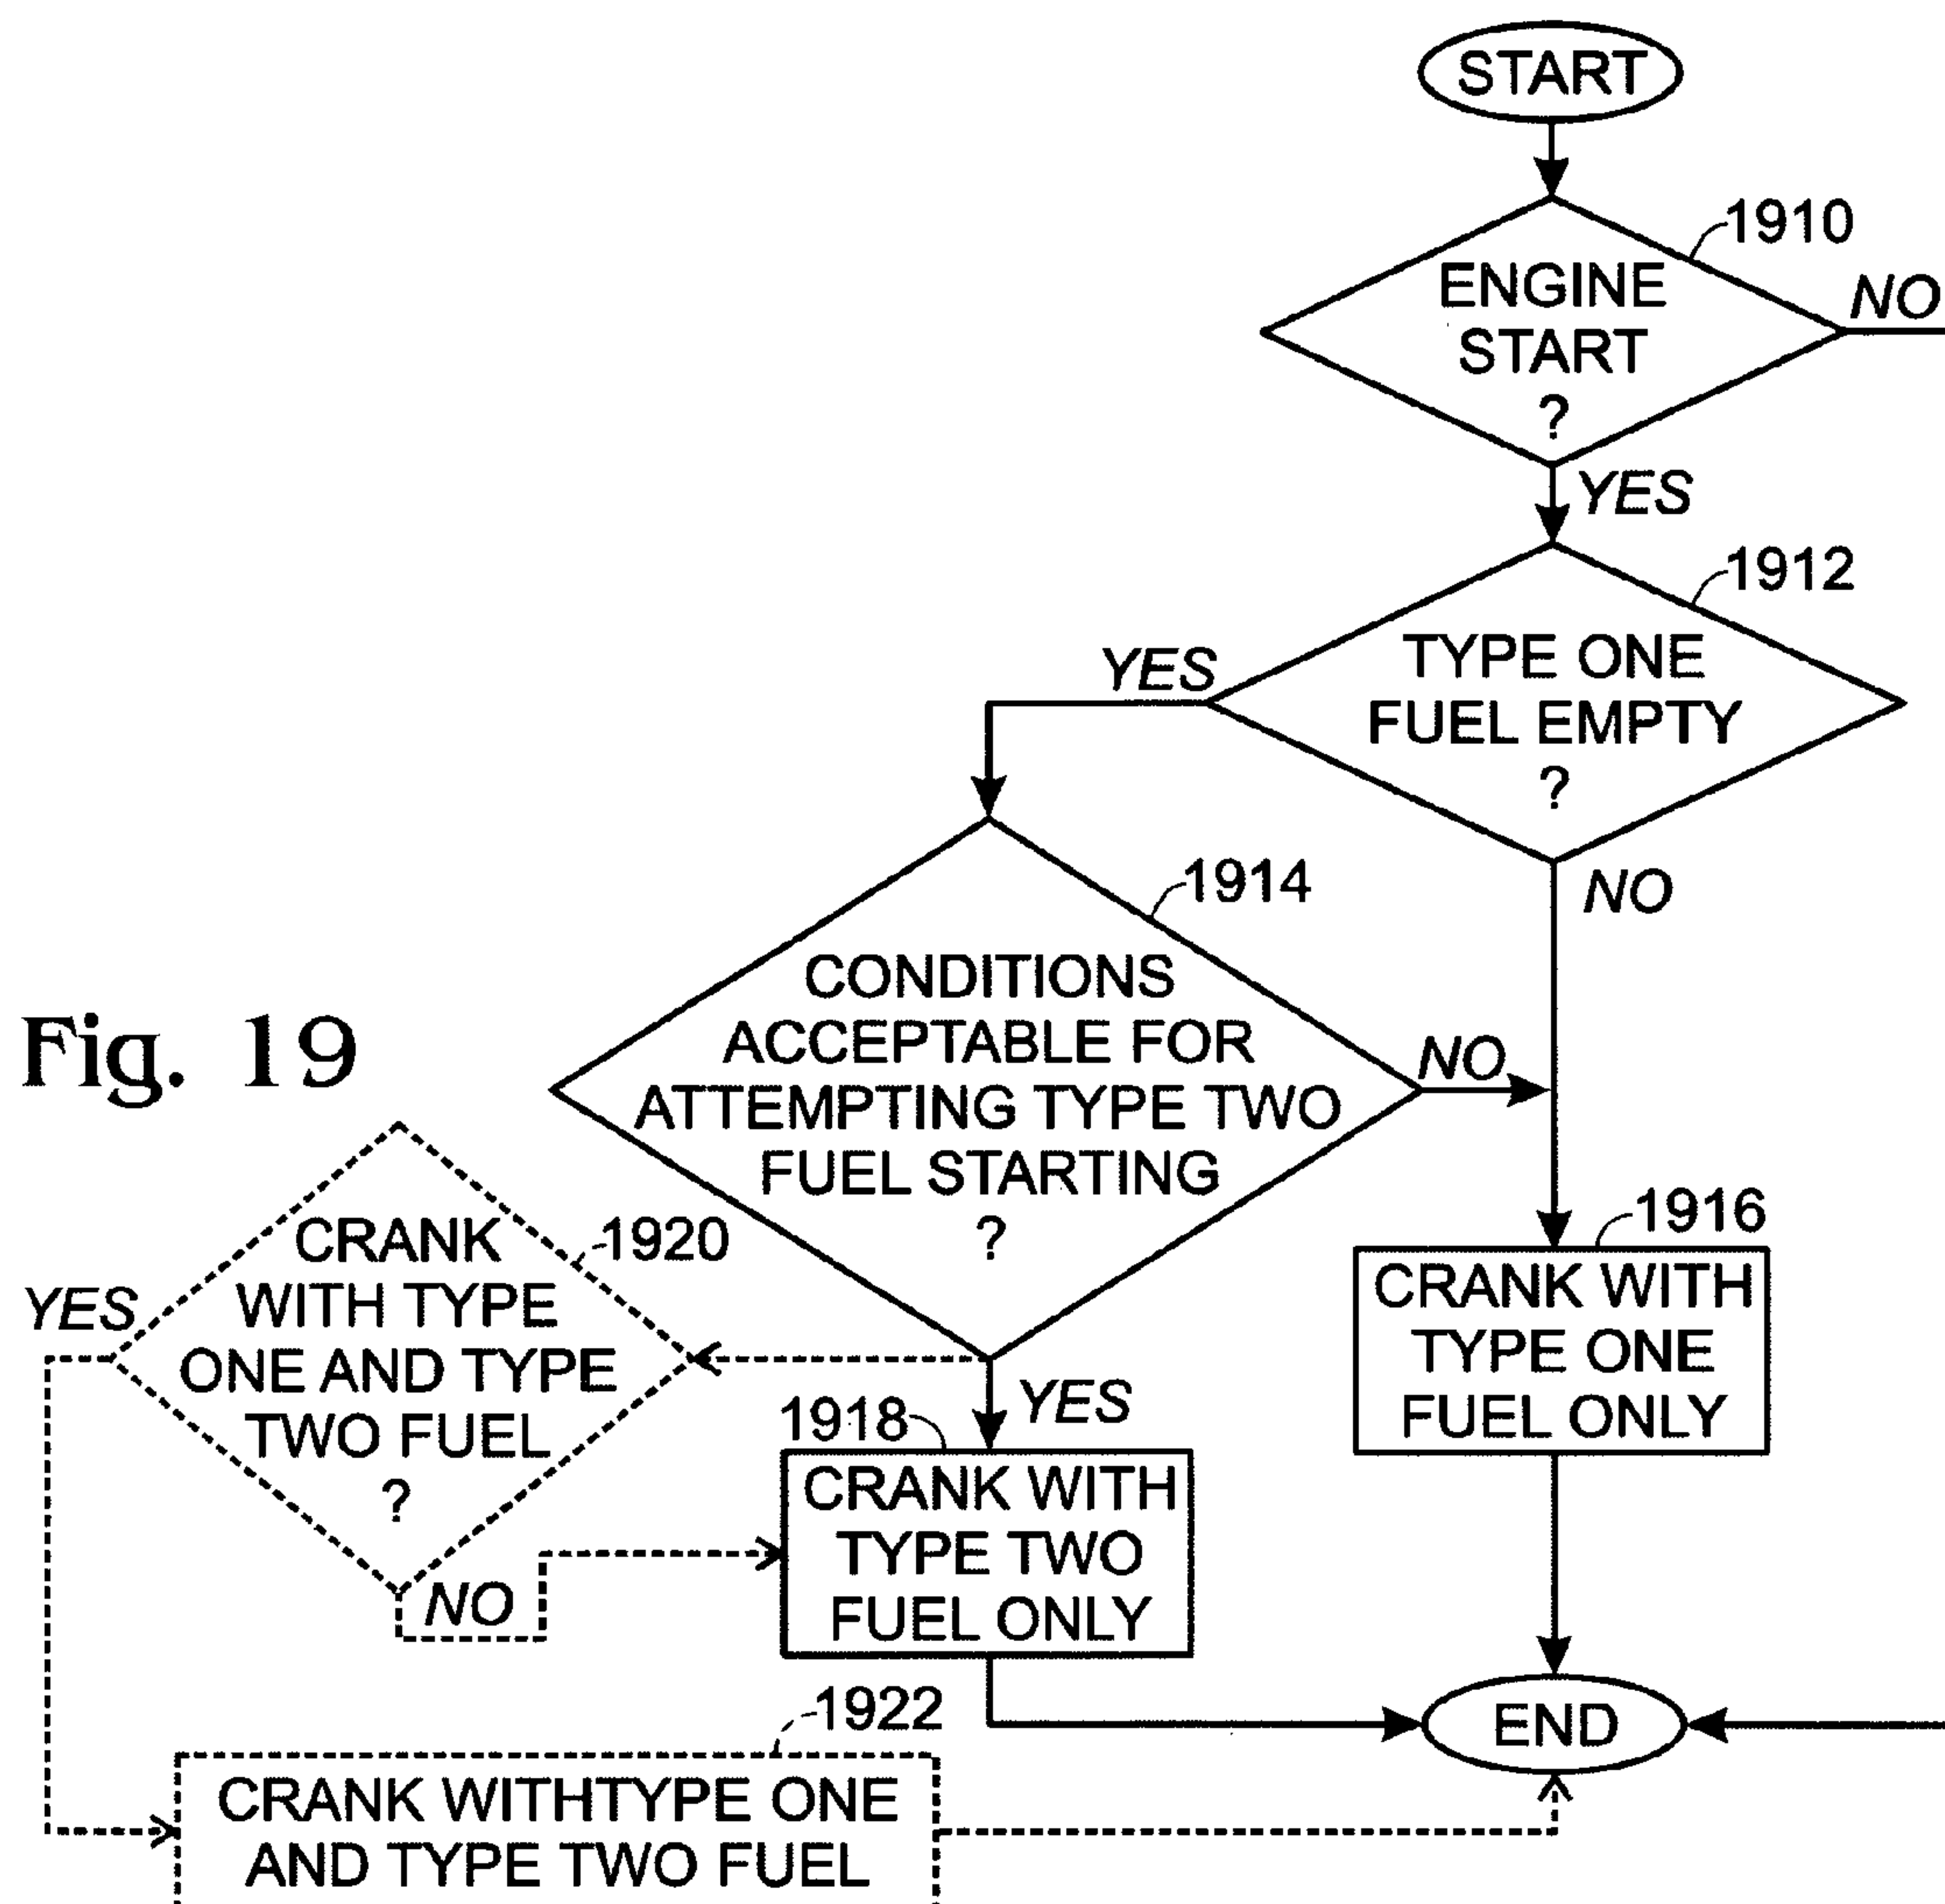 START
1910
ENGINE
START
?
NO
YES
1912
TYPE ONE
FUEL EMPTY
?
YES
NO
1914
CONDITIONS
ACCEPTABLE FOR
ATTEMPTING TYPE TWO
FUEL STARTING
?
NO
YES
Fig. 19
1920
CRANK
WITH TYPE
ONE AND TYPE
TWO FUEL
?
YES
NO
1916
CRANK WITH
TYPE ONE
FUEL ONLY
1918
CRANK WITH
TYPE TWO
FUEL ONLY
1922
CRANK WITHTYPE ONE
AND TYPE TWO FUEL
END